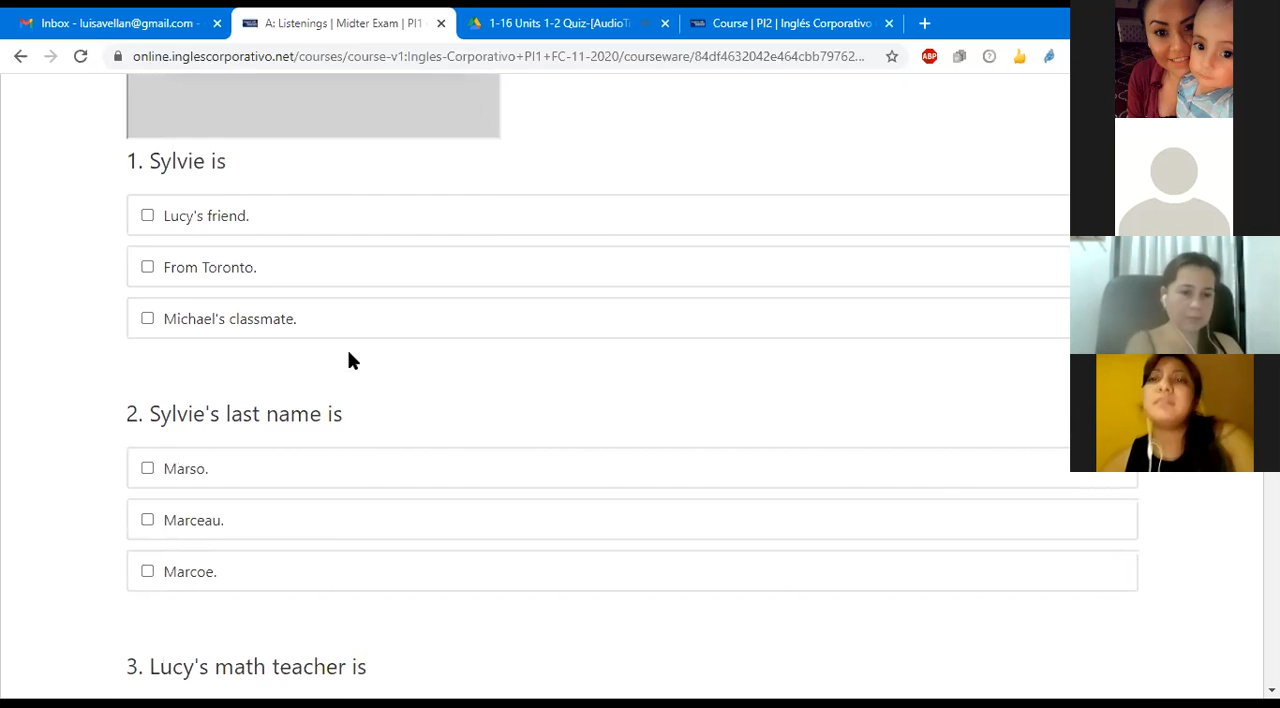 Inbox - luisavellan@gmail.com -
A: Listenings | Midter Exam | PI1
1-16 Units 1-2 Quiz-[AudioT
Course | PI2 | Inglés Corporativo
online.inglescorporativo.net/courses/course-v1:Ingles-Corporativo+PI1+FC-11-2020/courseware/84df4632042e464cbb79762...
ABP
1. Sylvie is
Lucy's friend.
From Toronto.
Michael's classmate.
2. Sylvie's last name is
Marso.
Marceau.
Marcoe.
3. Lucy's math teacher is